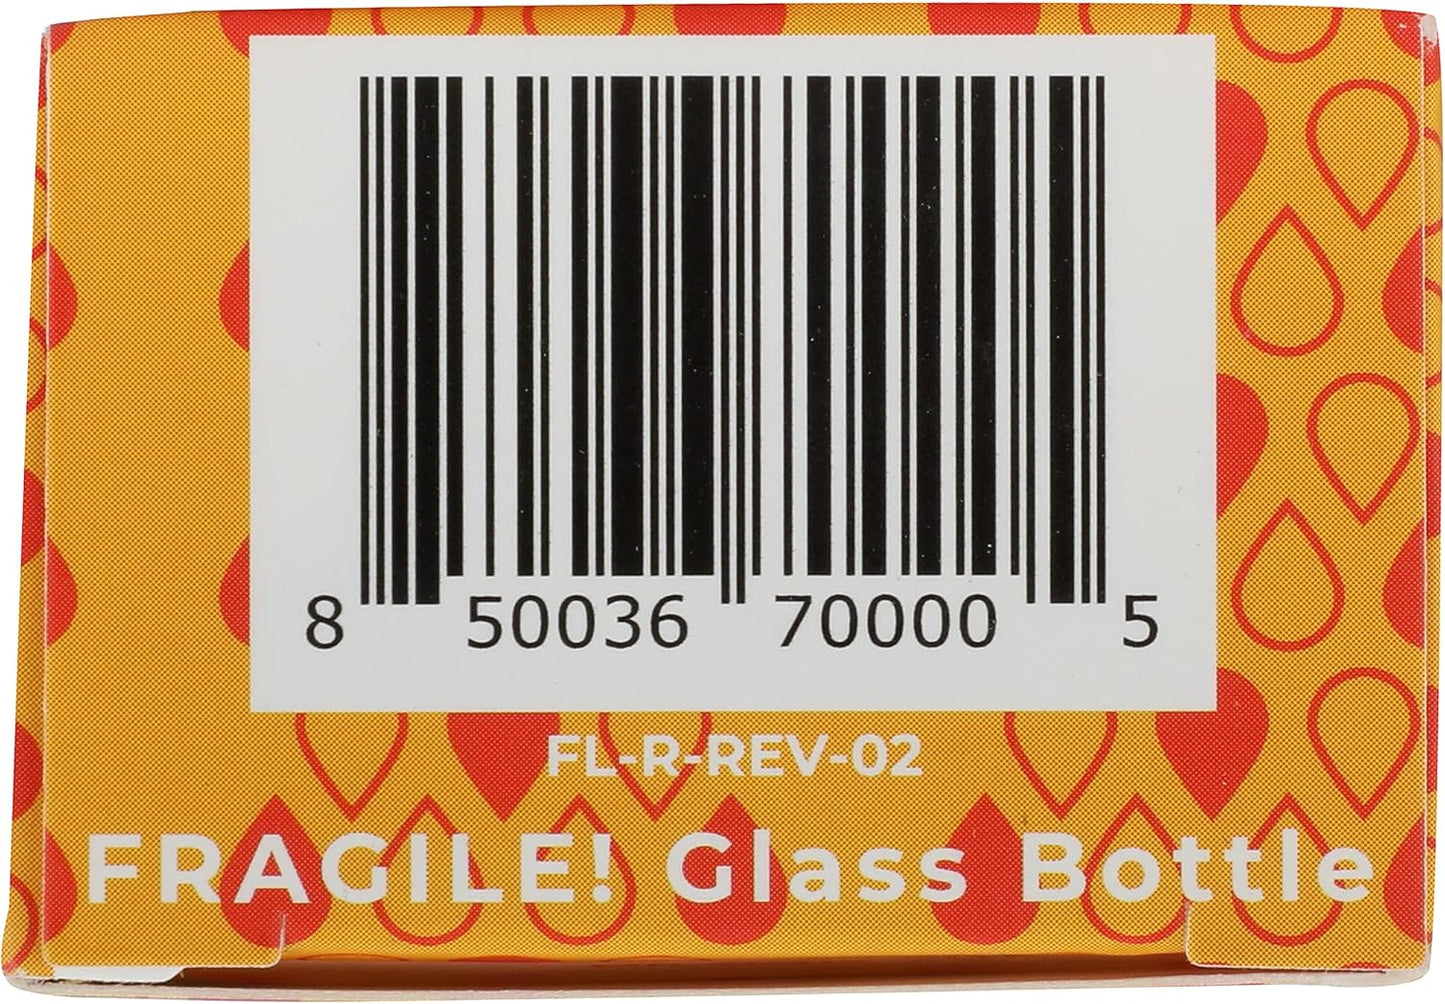 8 50036 70000 5
FL-R-REV-02
FRAGILE! Glass Bottle